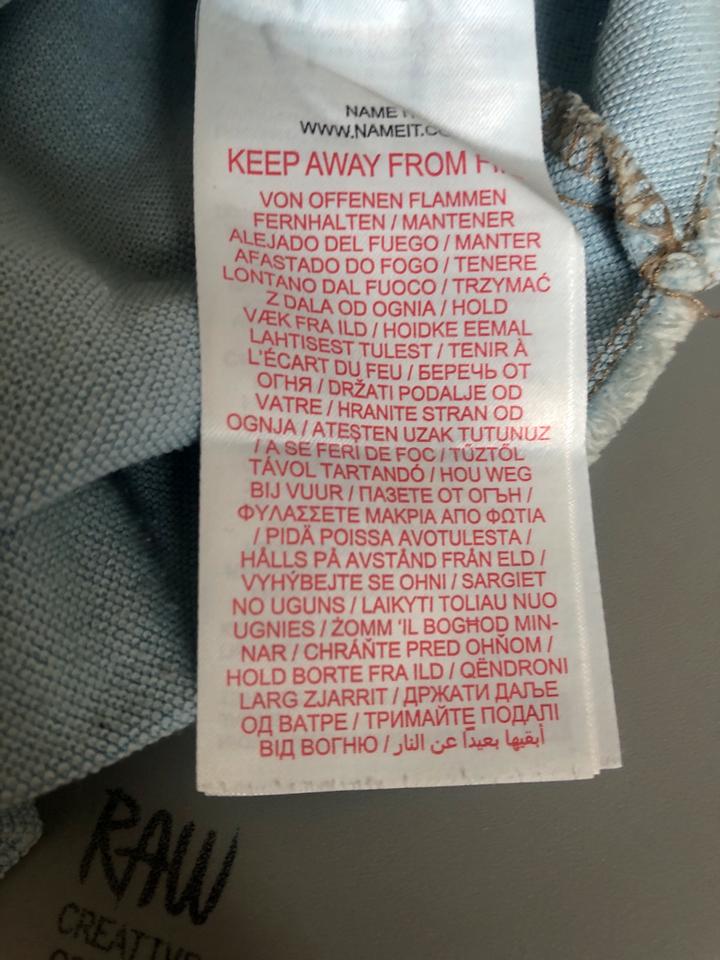 NAME
WWW.NAMEIT.CO
KEEP AWAY FROM
VON OFFENEN FLAMMEN
FERNHALTEN / MANTENER
ALEJADO DEL FUEGO / MANTER
AFASTADO DO FOGO / TENERE
LONTANO DAL FUOCO / TRZYMAĆ
Z DALA OD OGNIA / HOLD
VÆK FRA ILD / HOIDKE EEMAL
LAHTISEST TULEST / TENIR À
L'ÉCART DU FEU / БЕРЕЧЬ ОТ
ОГНЯ / DRŽATI PODALJE OD
VATRE / HRANITE STRAN OD
OGNJA / ATEŞTEN UZAK TUTUNUZ
/ A SE FERI DE FOC / TŰZTŐL
TÁVOL TARTANDÓ / HOU WEG
BIJ VUUR / ПАЗЕТЕ ОТ ОГЪН /
ΦΥΛΑΣΣΕΤΕ ΜΑΚΡΙΑ ΑΠΟ ΦΩΤΙΑ
/ PIDÄ POISSA AVOTULESTA /
HÅLLS PÅ AVSTÅND FRÅN ELD /
VYHÝBEJTE SE OHNI / SARGIET
NO UGUNS / LAIKYTI TOLIAU NUO
UGNIES / ŻOMM 'IL BOGĦOD MIN-
NAR / CHRÁŇTE PRED OHŇOM /
HOLD BORTE FRA ILD / QËNDRONI
LARG ZJARRIT / ДРЖАТИ ДАЉЕ
ОД ВАТРЕ / ТРИМАЙТЕ ПОДАЛІ
ВІД ВОГНЮ / أبقيها بعيداً عن النار
RAW
CREATIVE